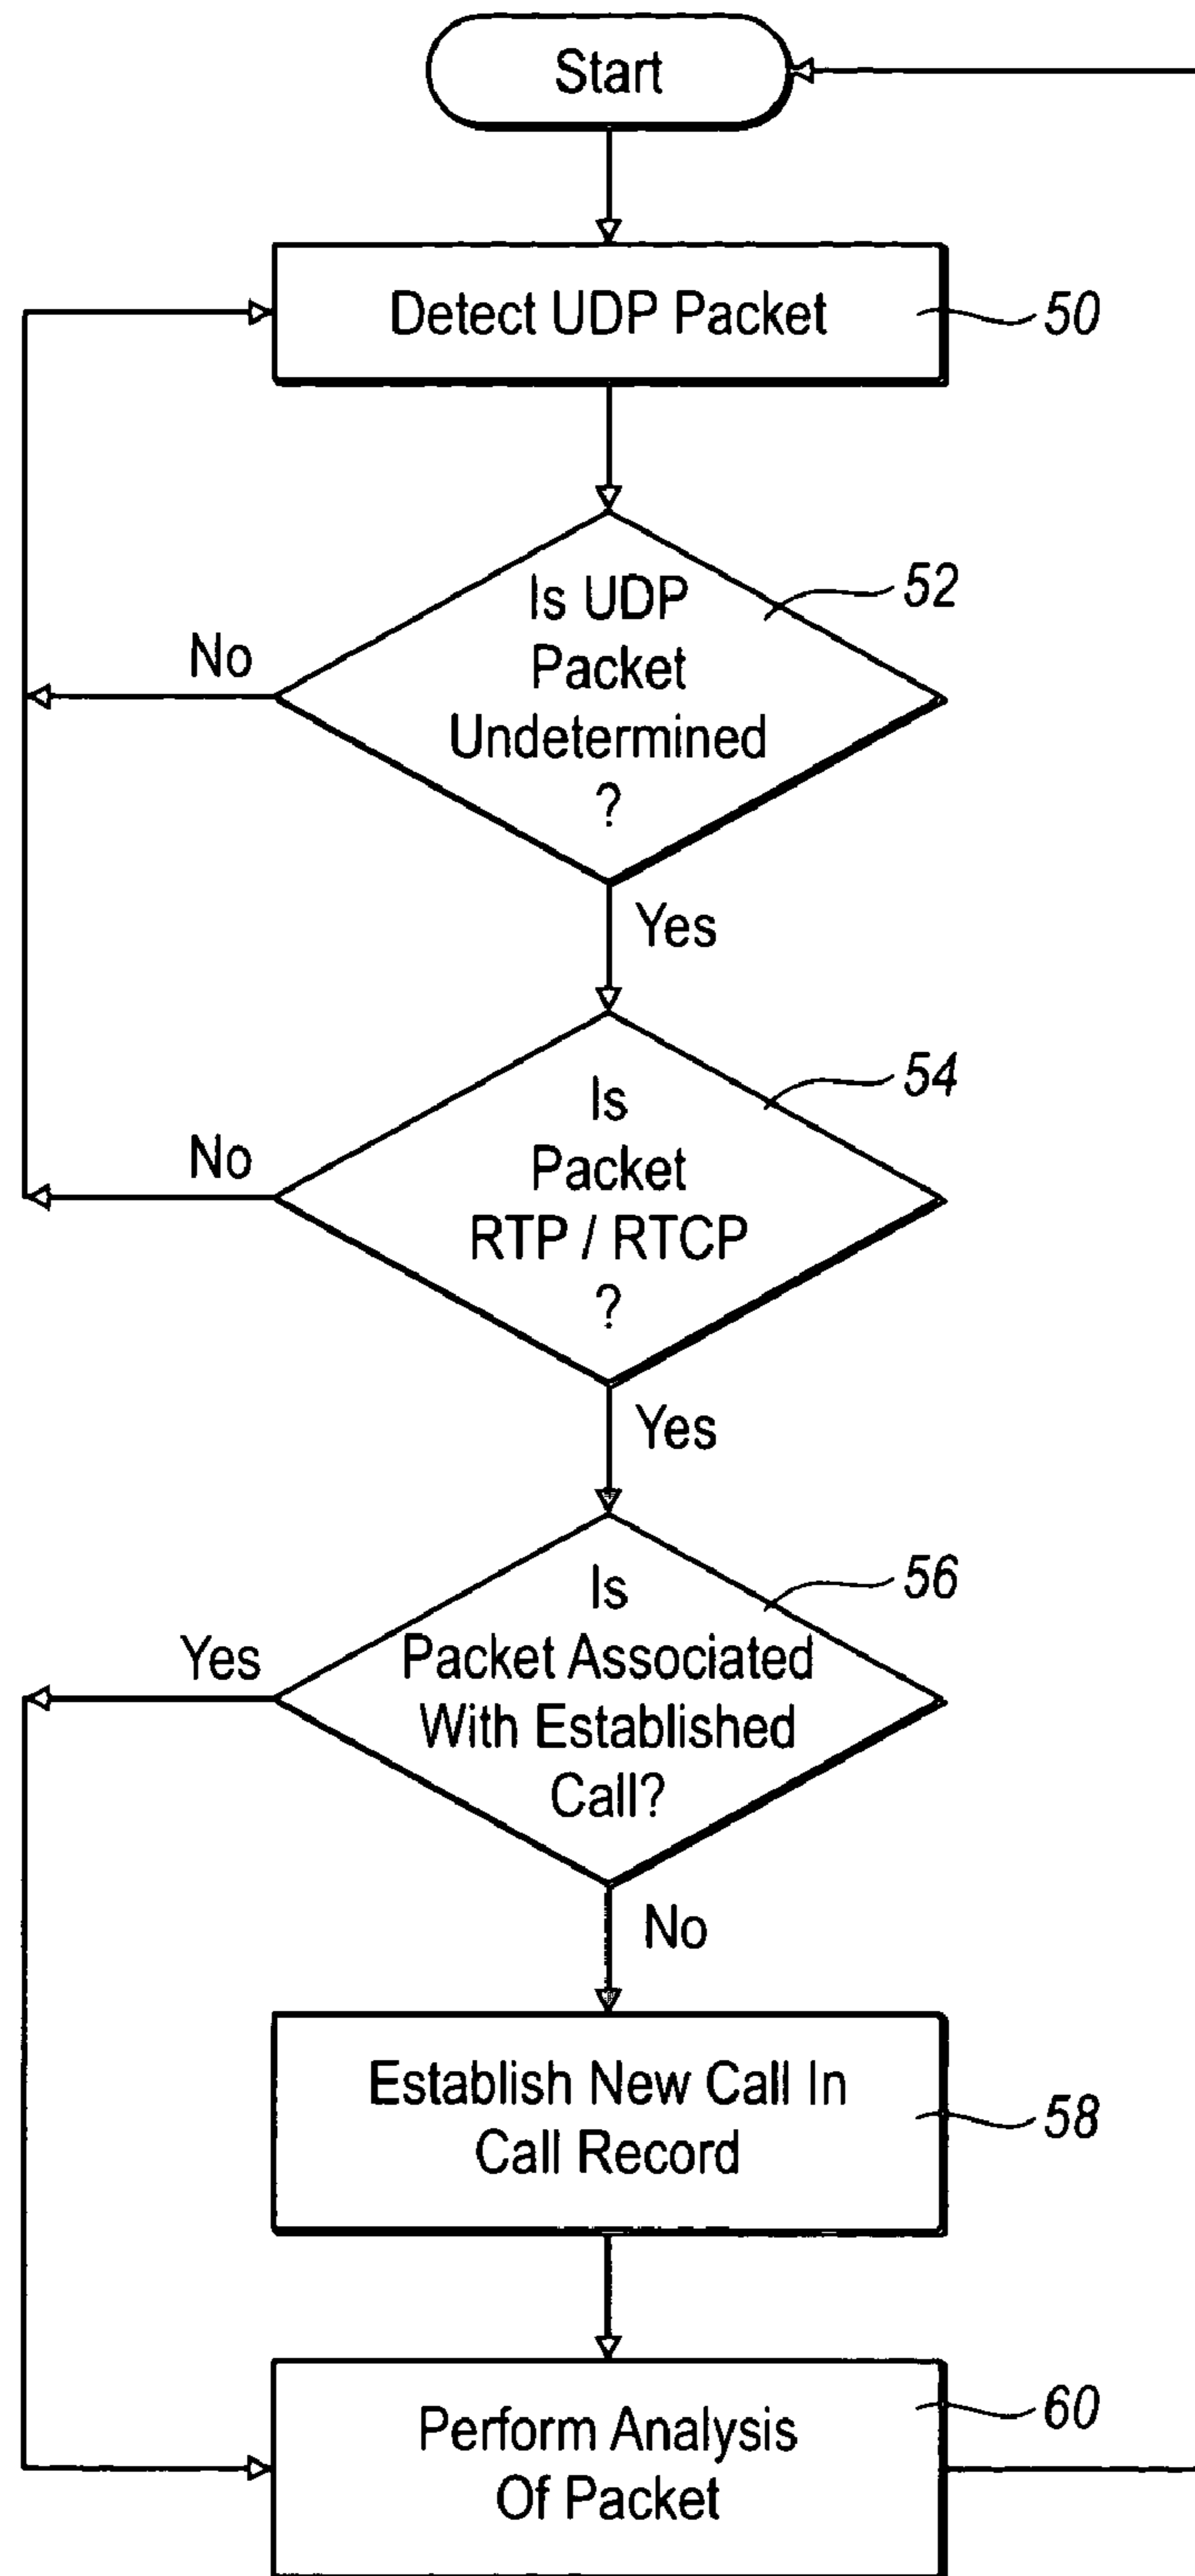 Start
Detect UDP Packet
50
Is UDP
Packet
Undetermined
?
52
No
Yes
Is
Packet
RTP / RTCP
?
54
No
Yes
Is
Packet Associated
With Established
Call?
56
Yes
No
Establish New Call In
Call Record
58
Perform Analysis
Of Packet
60